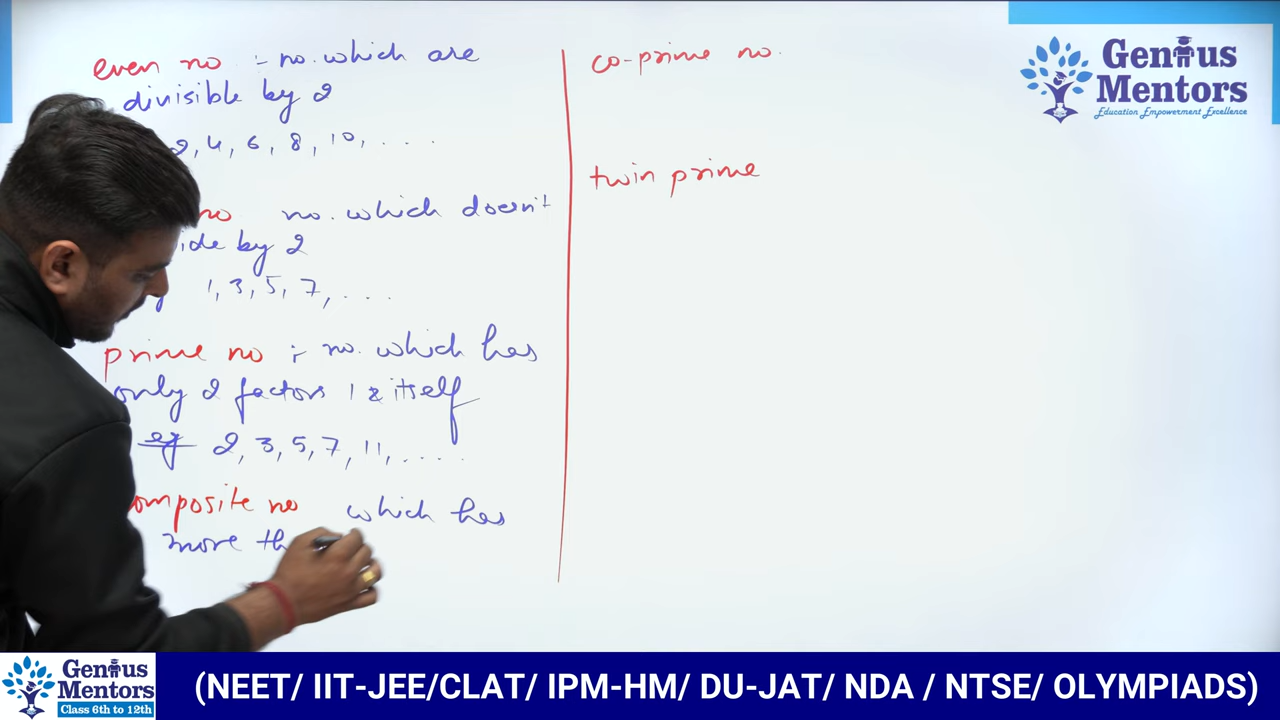 even no :- no. which are
divisible by 2
2, 4, 6, 8, 10, ....
no no. which doesn't
ide by 2
1, 3, 5, 7, ...
prime no :- no. which has
only 2 factors 1 & itself
eg 2, 3, 5, 7, 11, .....
omposite no which has
more th
co-prime no.
twin prime
Genius
Mentors
Education Empowerment Excellence
Genius
Mentors
Class 6th to 12th
(NEET/ IIT-JEE/CLAT/ IPM-HM/ DU-JAT/ NDA / NTSE/ OLYMPIADS)